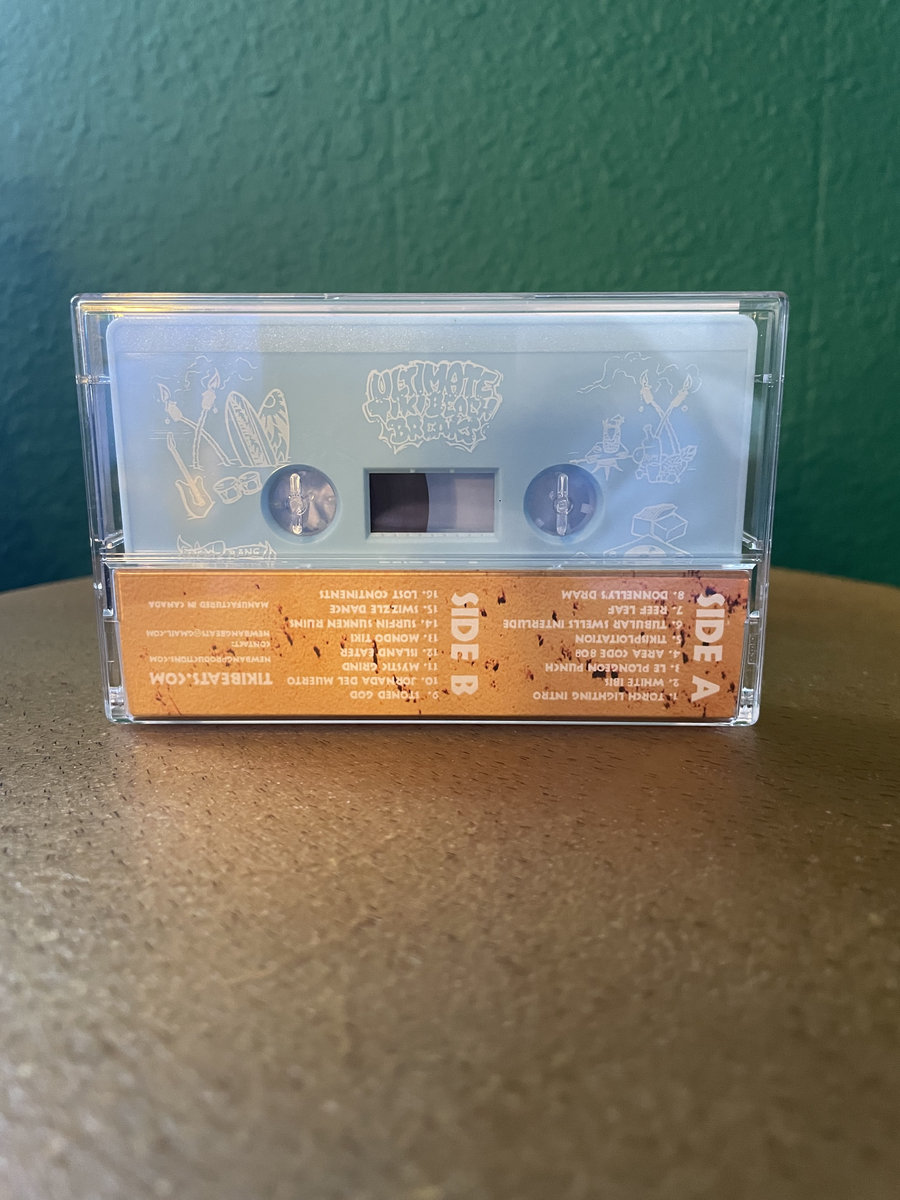 ULTIMATE
TIKI BEACH
BREAKS
SIDE A
1. TORCH LIGHTING INTRO
2. WHITE IBIS
3. LE PLONGEON PUNCH
4. AREA CODE 808
5. TIKIPLOITATION
6. TUBULAR SWELLS INTERLUDE
7. REEF LEAF
8. DONNELLY'S DRAM
SIDE B
9. STONED GOD
10. JORNADA DEL MUERTO
11. MYSTIC GRIND
12. ISLAND EATER
13. MONDO TIKI
14. SURFIN SUNKEN RUINS
15. SWIZZLE DANCE
16. LOST CONTINENTS
TIKIBEATS.COM
NEWBANGPRODUCTIONS.COM
CONTACT:
NEWBANGBEATS@GMAIL.COM
MANUFACTURED IN CANADA